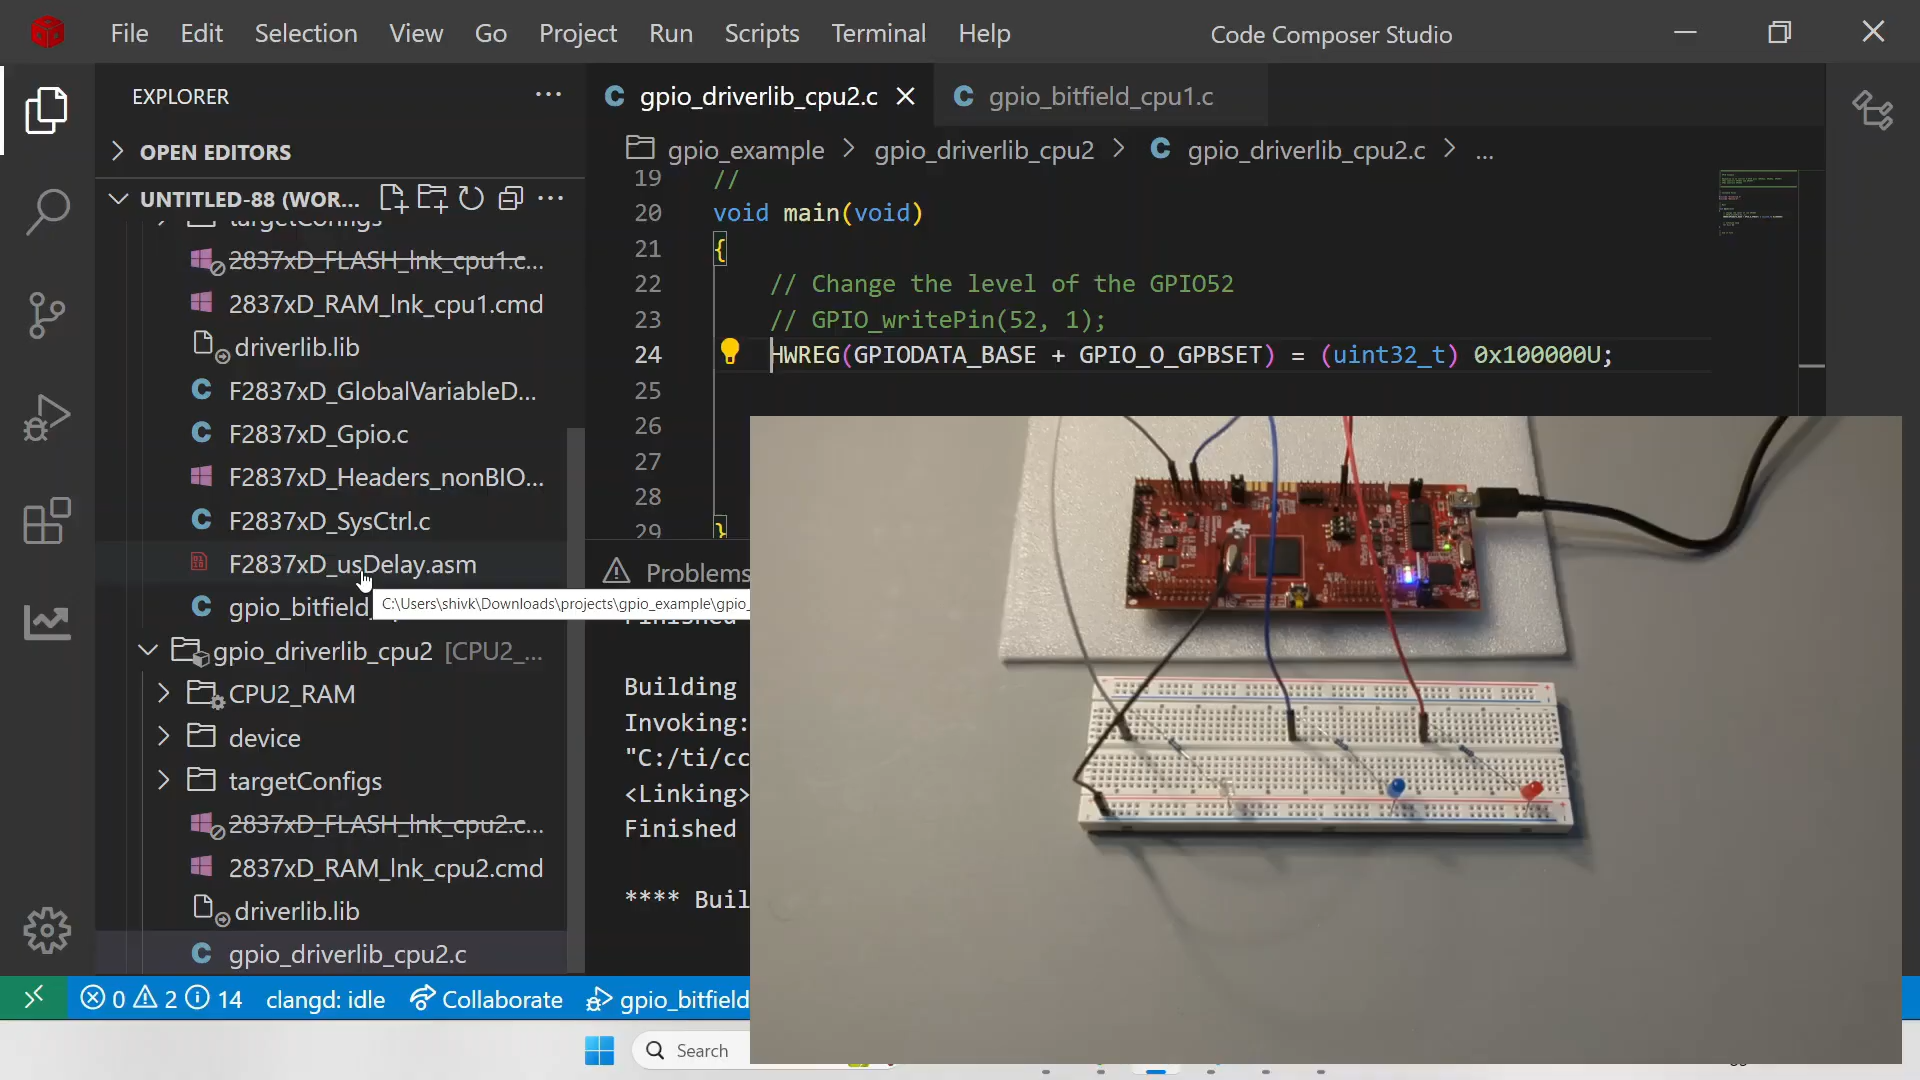 File Edit Selection View Go Project Run Scripts Terminal Help Code Composer Studio
EXPLORER
OPEN EDITORS
UNTITLED-88 (WOR...
targetConfigs
2837xD_FLASH_lnk_cpu1.c...
2837xD_RAM_lnk_cpu1.cmd
driverlib.lib
F2837xD_GlobalVariableD...
F2837xD_Gpio.c
F2837xD_Headers_nonBIO...
F2837xD_SysCtrl.c
F2837xD_usDelay.asm
C:\Users\shivk\Downloads\projects\gpio_example\gpio_
gpio_bitfield_
gpio_driverlib_cpu2 [CPU2_...
CPU2_RAM
device
targetConfigs
2837xD_FLASH_lnk_cpu2.c...
2837xD_RAM_lnk_cpu2.cmd
driverlib.lib
gpio_driverlib_cpu2.c
gpio_driverlib_cpu2.c gpio_bitfield_cpu1.c
gpio_example > gpio_driverlib_cpu2 > gpio_driverlib_cpu2.c > ...
19 //
20 void main(void)
21 {
22 // Change the level of the GPIO52
23 // GPIO_writePin(52, 1);
24 HWREG(GPIODATA_BASE + GPIO_O_GPBSET) = (uint32_t) 0x100000U;
25
26
27
28
29 }
Problems
Finished
Building
Invoking:
"C:/ti/cc
<Linking>
Finished
**** Buil
0 2 14 clangd: idle Collaborate gpio_bitfield
Search